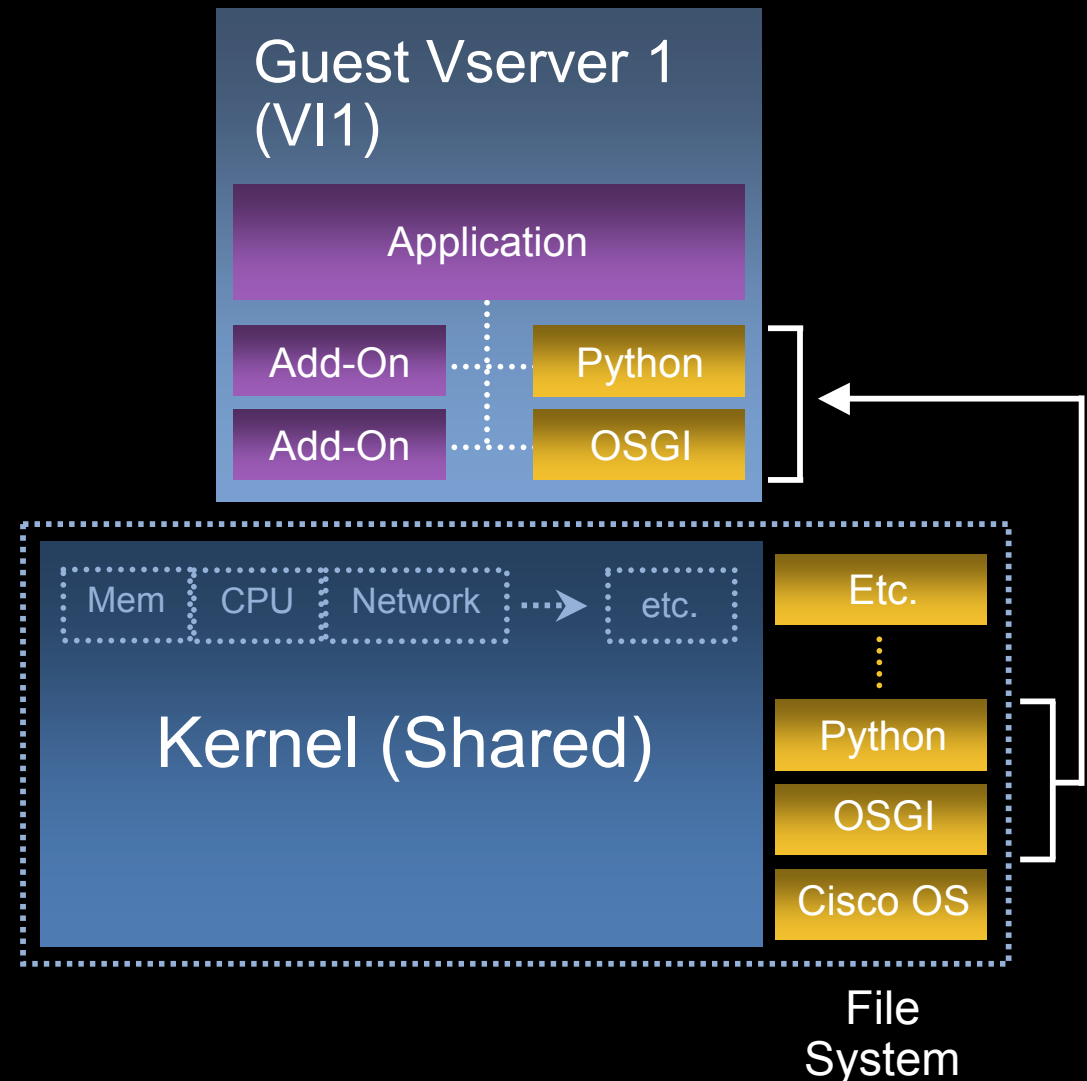 Guest Vserver 1
(VI1)
Application
Add-On
Python
Add-On
OSGI
Mem
CPU
Network
etc.
Etc.
Kernel (Shared)
Python
OSGI
Cisco OS
File
System